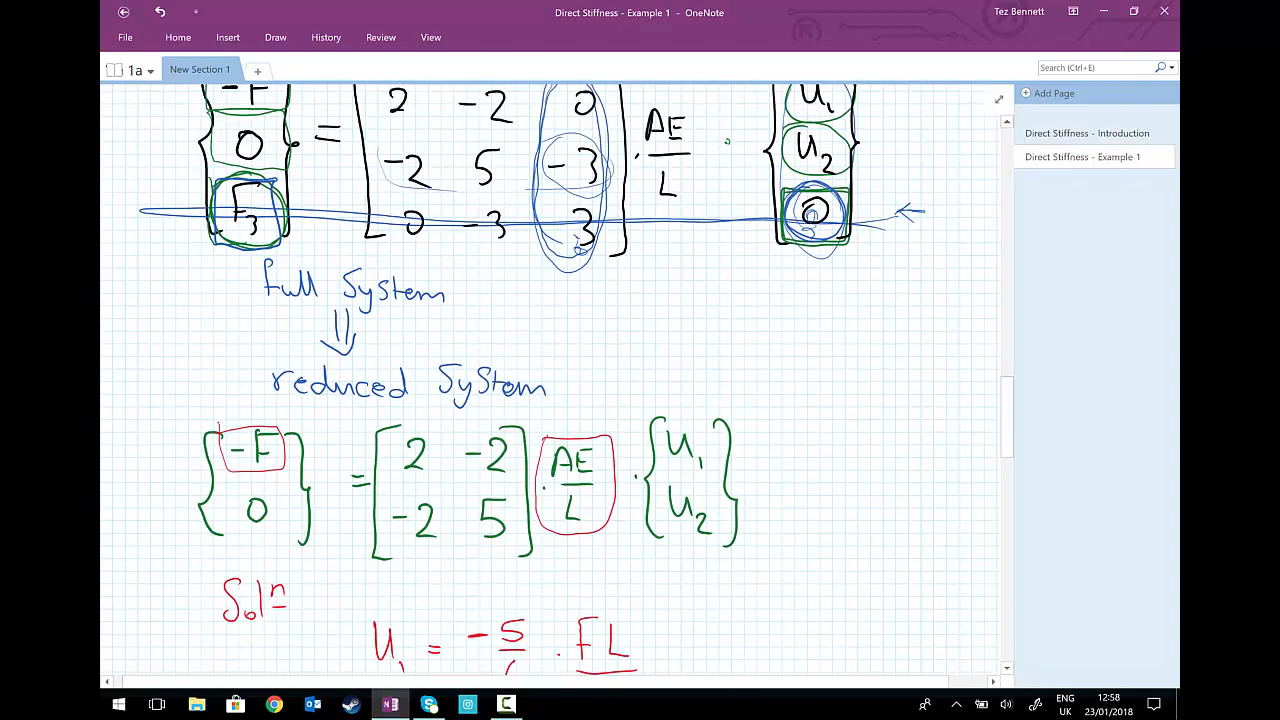 Direct Stiffness - Example 1 - OneNote
Tez Bennett
File Home Insert Draw History Review View
1a New Section 1 +
Search (Ctrl+E)
Add Page
Direct Stiffness - Introduction
Direct Stiffness - Example 1
-F 2 -2 0 u1
0 = -2 5 -3 · AE/L · u2
F3 0 -3 3 0
full System
⇓
reduced System
-F 2 -2 u1
0 = -2 5 · AE/L · u2
Soln
u1 = -5 · FL
ENG 12:58
UK 23/01/2018